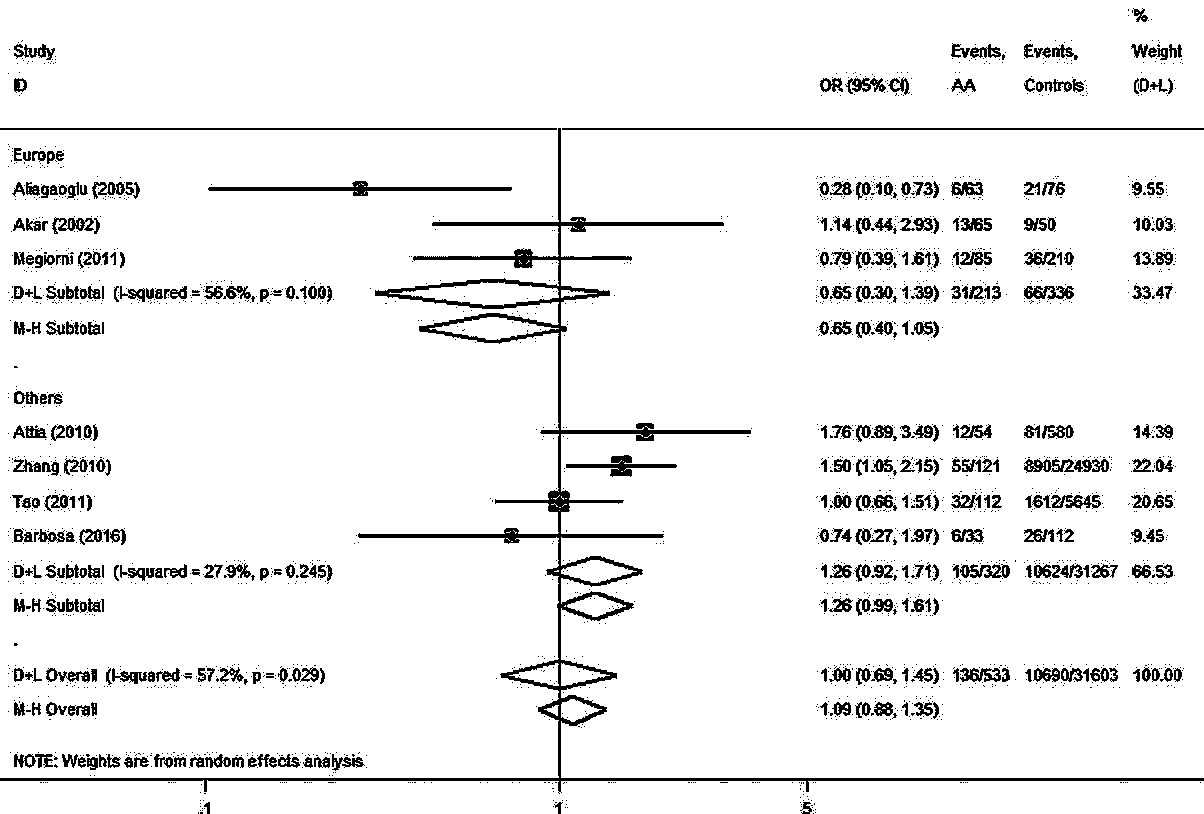 %
Study Events, Events, Weight
ID OR (95% CI) AA Controls (D+L)
Europe
Aliagaoglu (2005) 0.28 (0.10, 0.73) 6/63 21/76 9.55
Akar (2002) 1.14 (0.44, 2.93) 13/65 9/50 10.03
Megiorni (2011) 0.79 (0.39, 1.61) 12/85 36/210 13.89
D+L Subtotal (I-squared = 56.6%, p = 0.100) 0.65 (0.30, 1.39) 31/213 66/336 33.47
M-H Subtotal 0.65 (0.40, 1.05)
.
Others
Attia (2010) 1.76 (0.89, 3.49) 12/54 81/580 14.39
Zhang (2010) 1.50 (1.05, 2.15) 55/121 8905/24930 22.04
Tao (2011) 1.00 (0.66, 1.51) 32/112 1612/5645 20.65
Barbosa (2016) 0.74 (0.27, 1.97) 6/33 26/112 9.45
D+L Subtotal (I-squared = 27.9%, p = 0.245) 1.26 (0.92, 1.71) 105/320 10624/31267 66.53
M-H Subtotal 1.26 (0.99, 1.61)
.
D+L Overall (I-squared = 57.2%, p = 0.029) 1.00 (0.69, 1.45) 136/533 10690/31603 100.00
M-H Overall 1.09 (0.88, 1.35)
NOTE: Weights are from random effects analysis
.1 1 5